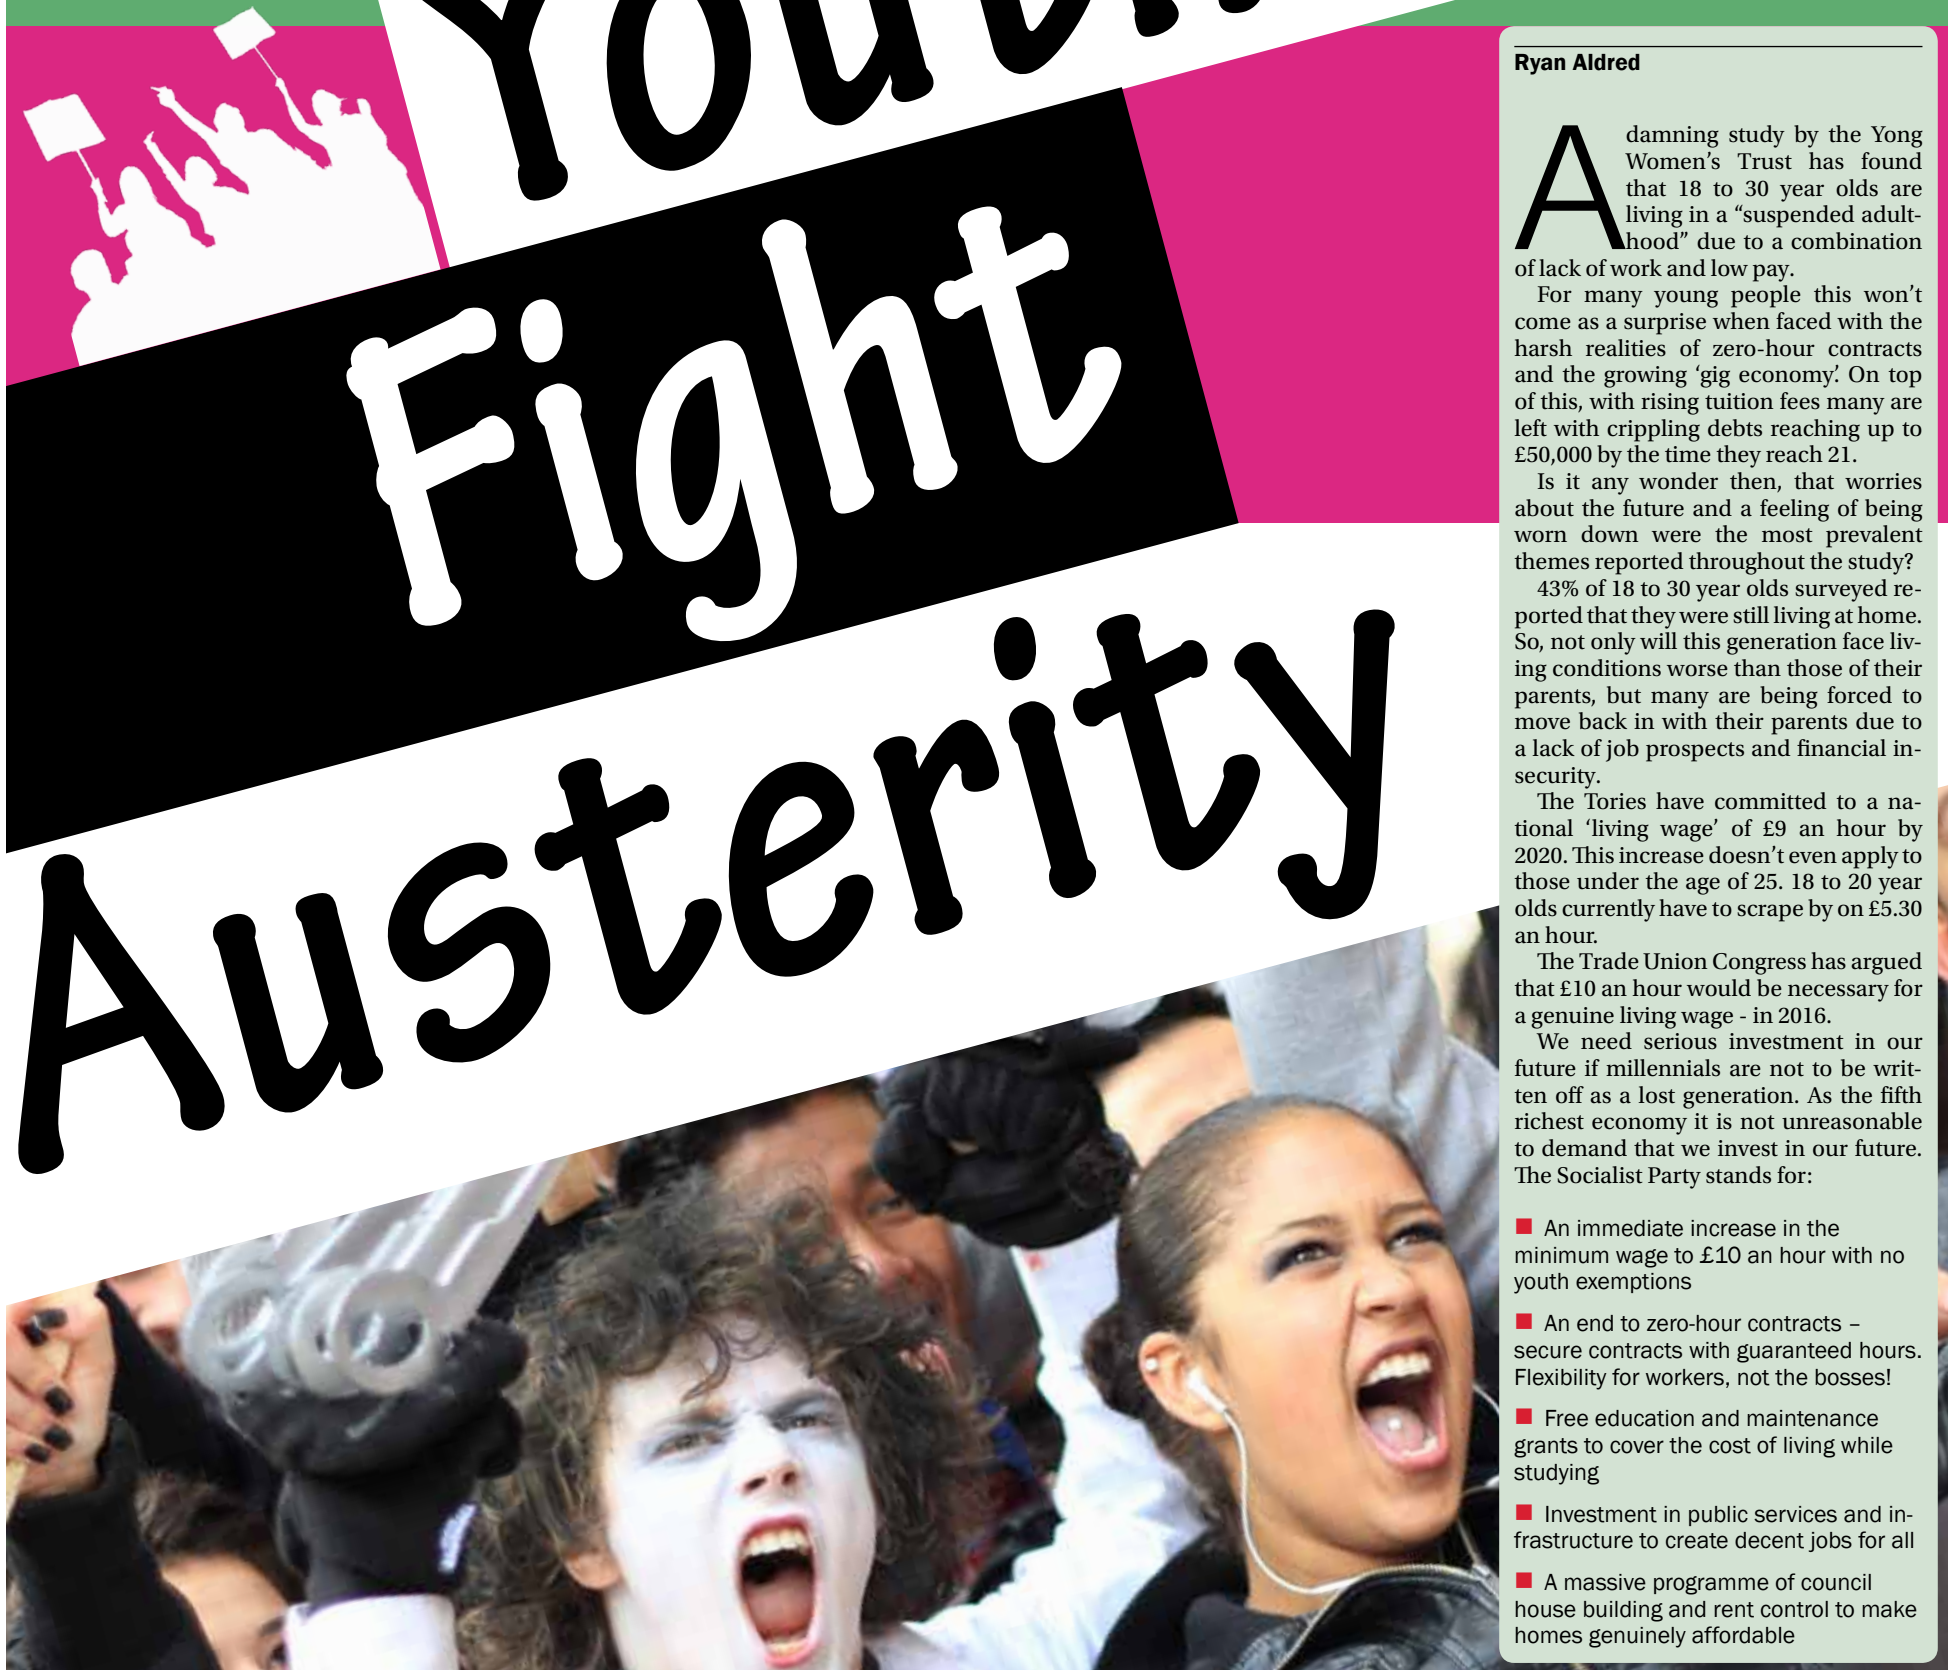 Youth
Fight
Austerity
Ryan Aldred
A damning study by the Yong
Women's Trust has found
that 18 to 30 year olds are
living in a "suspended adult-
hood" due to a combination
of lack of work and low pay.
For many young people this won't
come as a surprise when faced with the
harsh realities of zero-hour contracts
and the growing 'gig economy'. On top
of this, with rising tuition fees many are
left with crippling debts reaching up to
£50,000 by the time they reach 21.
Is it any wonder then, that worries
about the future and a feeling of being
worn down were the most prevalent
themes reported throughout the study?
43% of 18 to 30 year olds surveyed re-
ported that they were still living at home.
So, not only will this generation face liv-
ing conditions worse than those of their
parents, but many are being forced to
move back in with their parents due to
a lack of job prospects and financial in-
security.
The Tories have committed to a na-
tional 'living wage' of £9 an hour by
2020. This increase doesn't even apply to
those under the age of 25. 18 to 20 year
olds currently have to scrape by on £5.30
an hour.
The Trade Union Congress has argued
that £10 an hour would be necessary for
a genuine living wage - in 2016.
We need serious investment in our
future if millennials are not to be writ-
ten off as a lost generation. As the fifth
richest economy it is not unreasonable
to demand that we invest in our future.
The Socialist Party stands for:
■ An immediate increase in the
minimum wage to £10 an hour with no
youth exemptions
■ An end to zero-hour contracts –
secure contracts with guaranteed hours.
Flexibility for workers, not the bosses!
■ Free education and maintenance
grants to cover the cost of living while
studying
■ Investment in public services and in-
frastructure to create decent jobs for all
■ A massive programme of council
house building and rent control to make
homes genuinely affordable